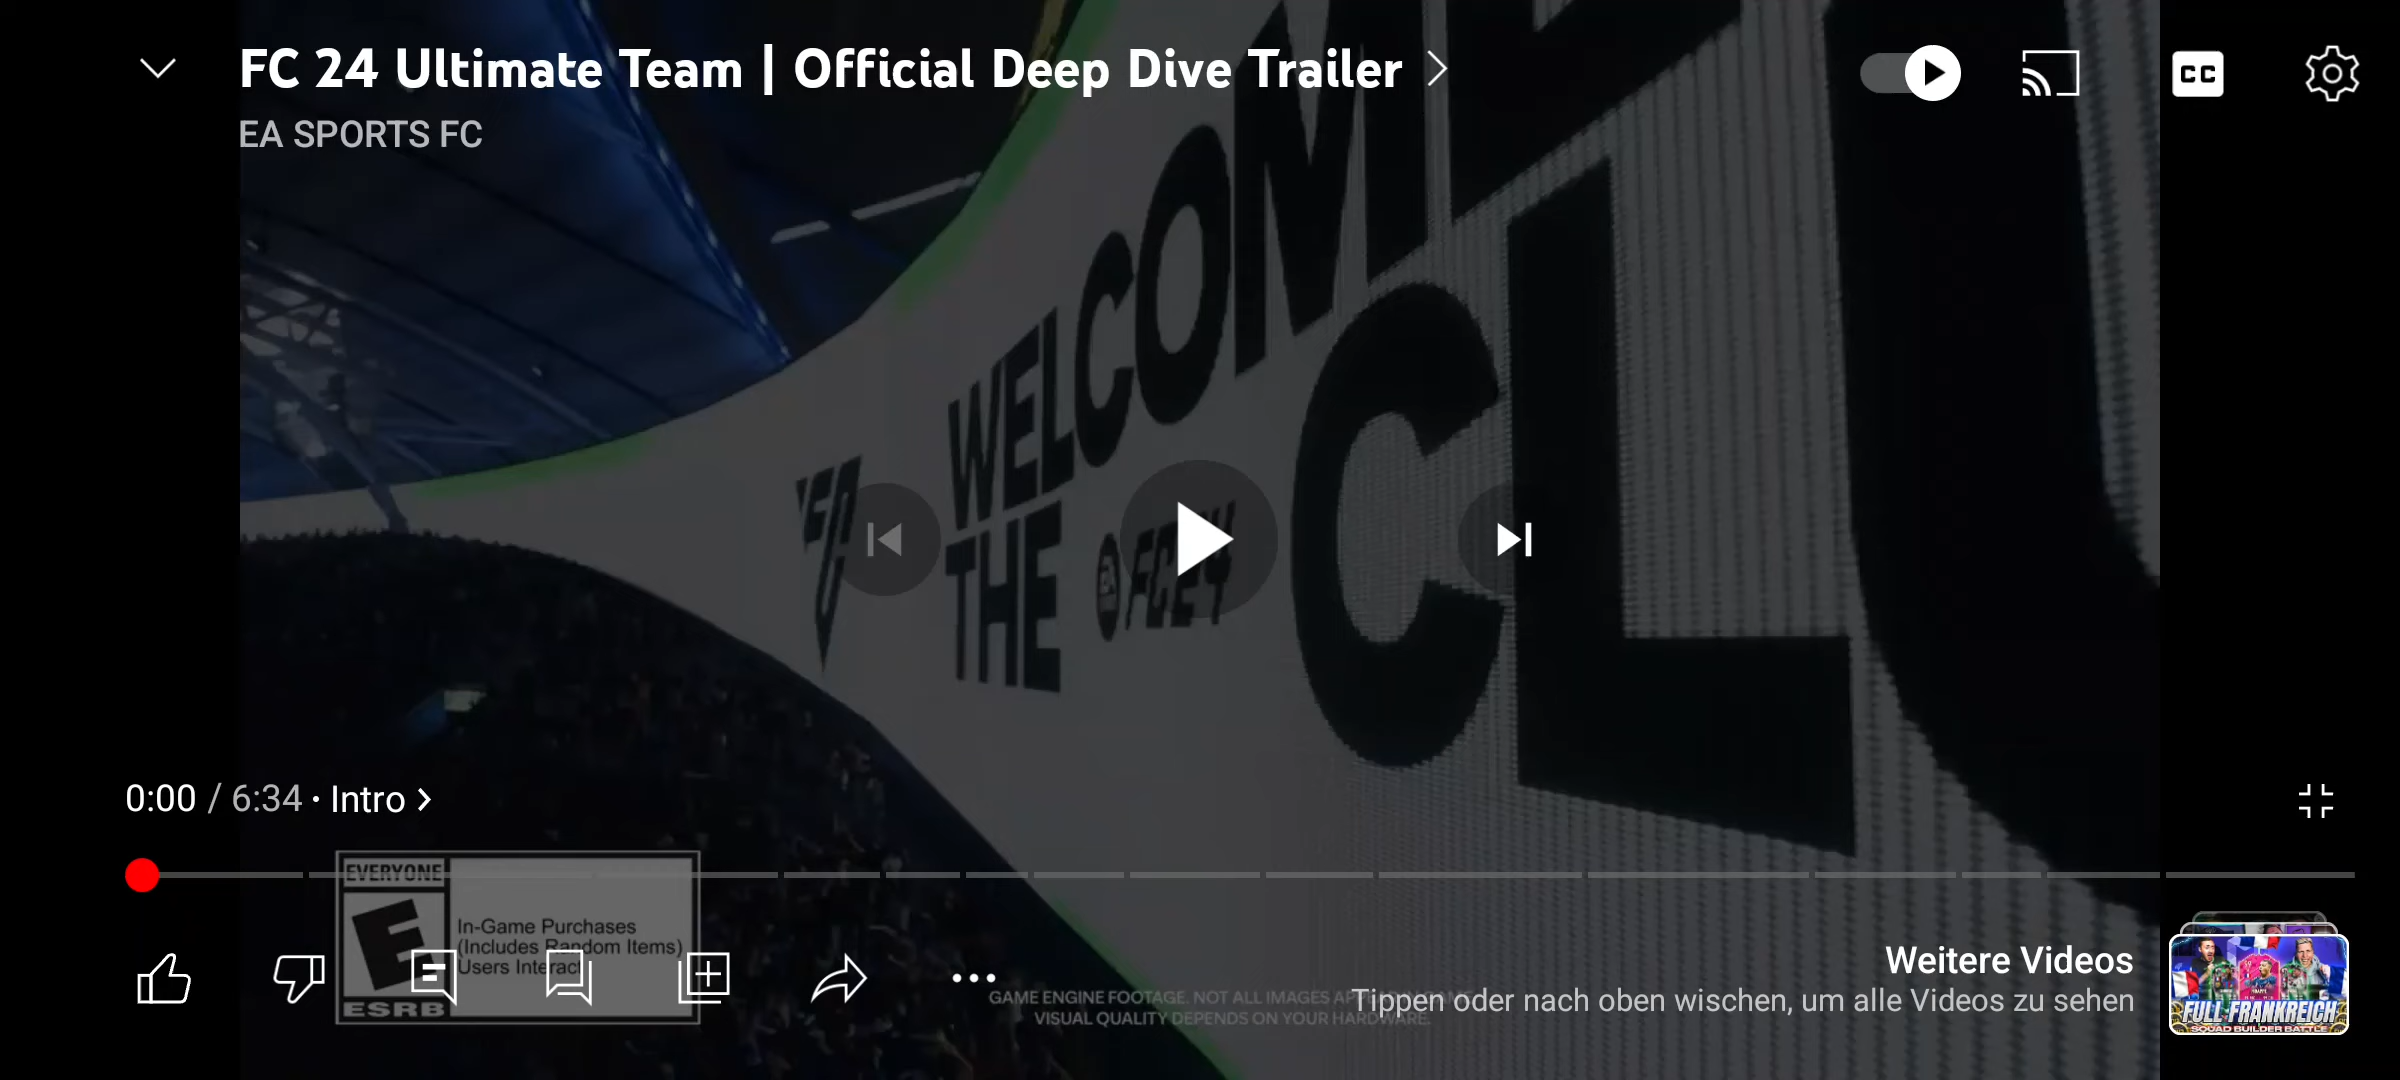 FC 24 Ultimate Team | Official Deep Dive Trailer
EA SPORTS FC
CC
WELCOME
THE
FC24
CLU
0:00 / 6:34 · Intro
EVERYONE
E
In-Game Purchases
(Includes Random Items)
Users Interact
ESRB
GAME ENGINE FOOTAGE. NOT ALL IMAGES
VISUAL QUALITY DEPENDS ON YOUR HARDWARE.
Weitere Videos
Tippen oder nach oben wischen, um alle Videos zu sehen
FULL FRANKREICH
SQUAD BUILDER BATTLE